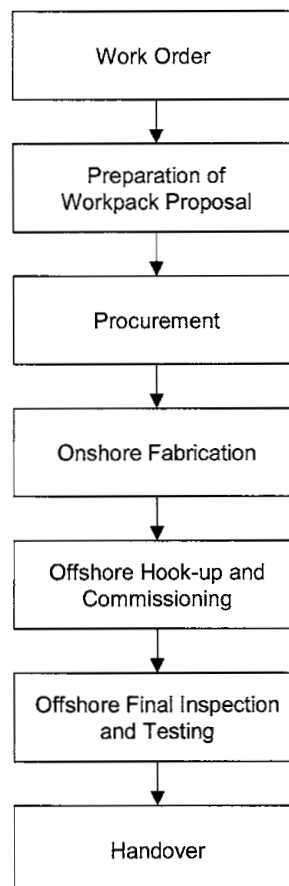 Work Order
Preparation of
Workpack Proposal
Procurement
Onshore Fabrication
Offshore Hook-up and
Commissioning
Offshore Final Inspection
and Testing
Handover